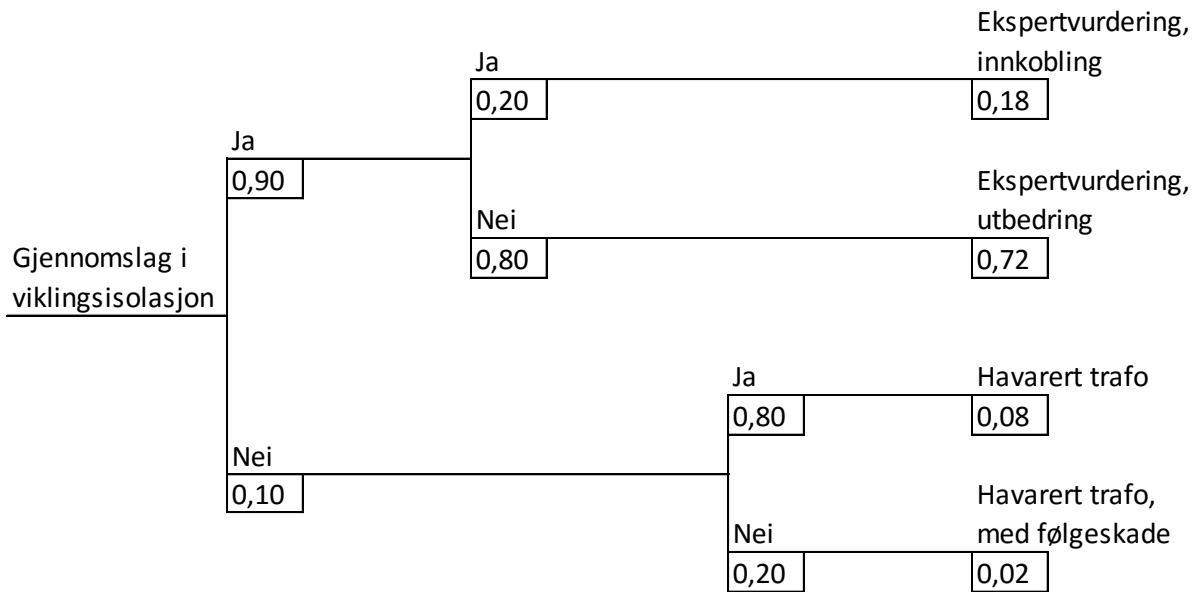 Ekspertvurdering,
innkobling
Ja
0,20
0,18
Ja
0,90
Ekspertvurdering,
utbedring
Nei
0,80
0,72
Gjennomslag i
viklingsisolasjon
Ja
Havarert trafo
0,80
0,08
Nei
0,10
Havarert trafo,
med følgeskade
Nei
0,20
0,02